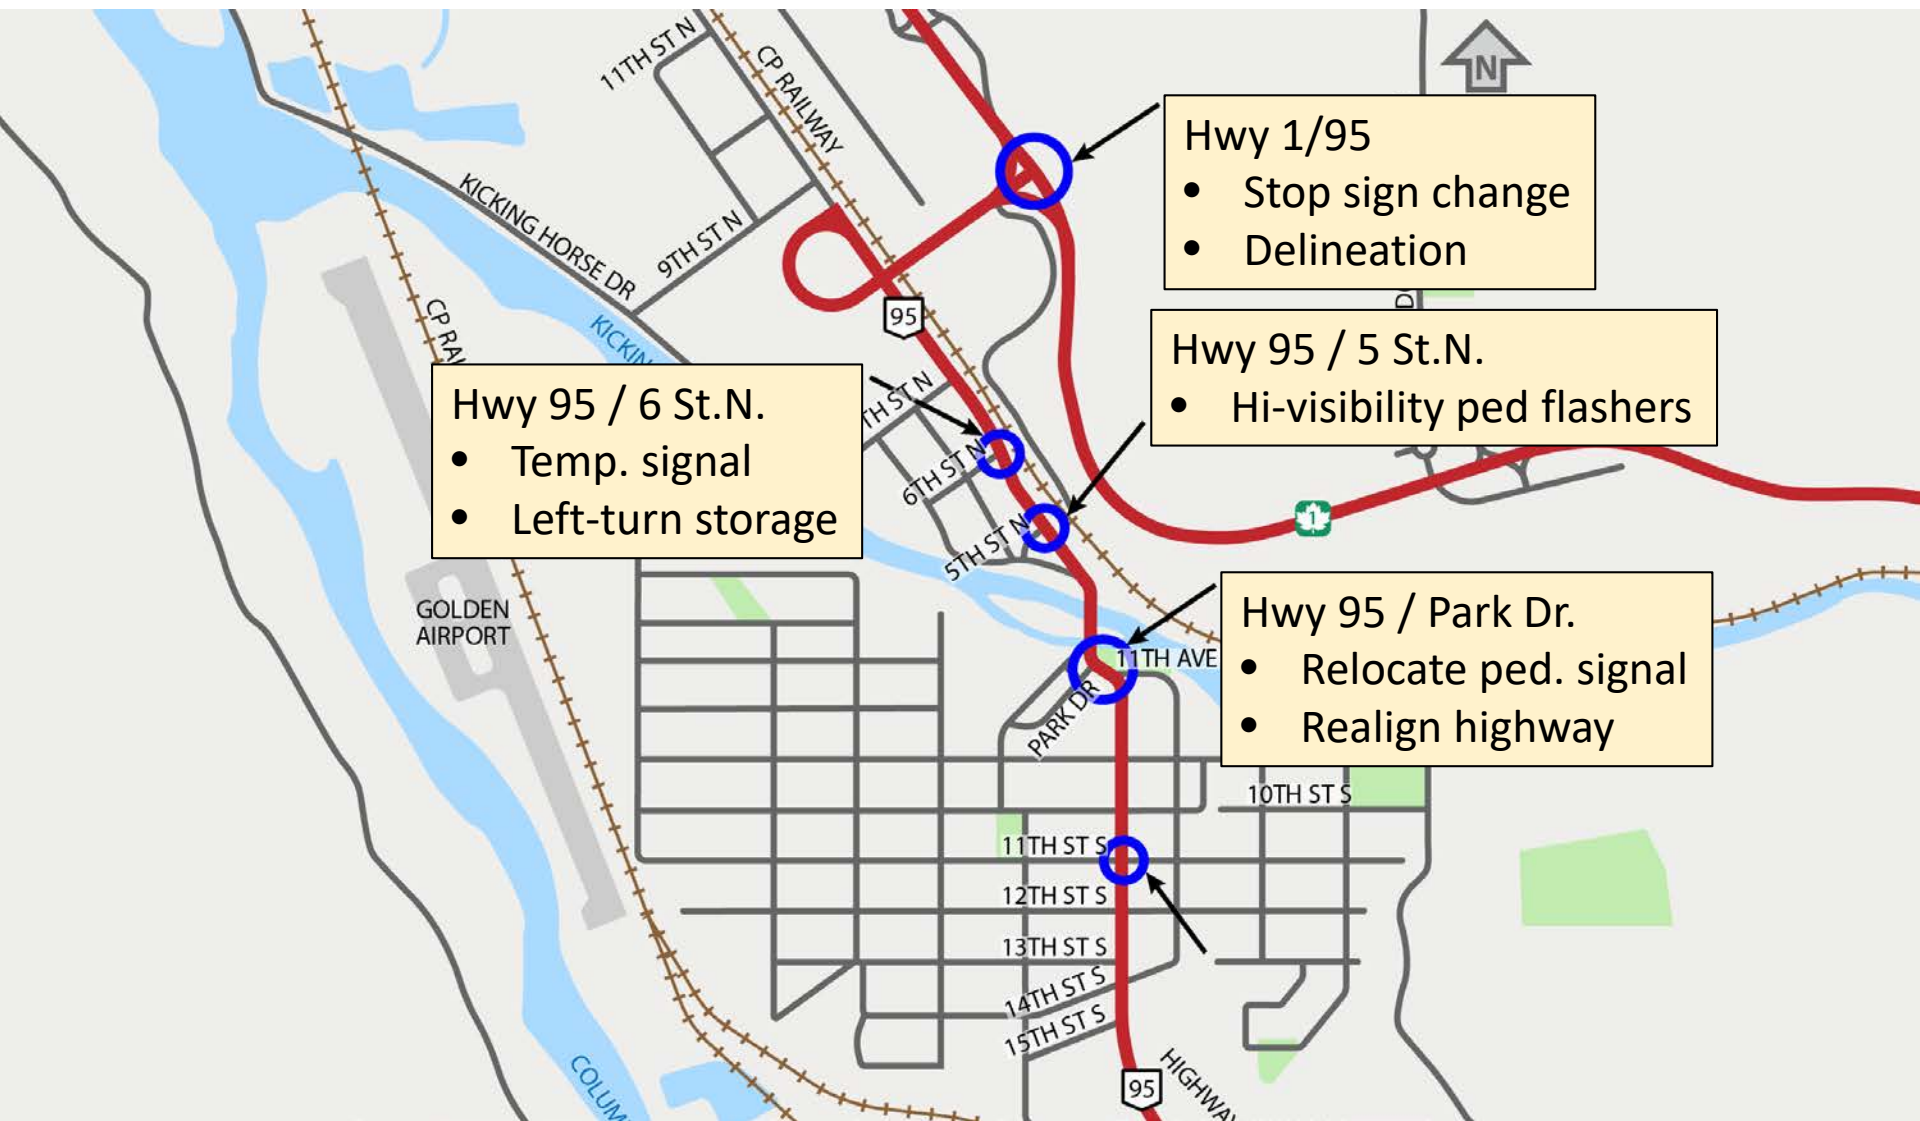 11TH ST N
CP RAILWAY
N
Hwy 1/95
• Stop sign change
• Delineation
KICKING HORSE DR
9TH ST N
95
CP
Hwy 95 / 5 St.N.
• Hi-visibility ped flashers
Hwy 95 / 6 St.N.
• Temp. signal
• Left-turn storage
6TH ST N
5TH ST N
1
GOLDEN
AIRPORT
Hwy 95 / Park Dr.
• Relocate ped. signal
• Realign highway
11TH AVE
PARK DR
10TH ST S
11TH ST S
12TH ST S
13TH ST S
14TH ST S
15TH ST S
95
HIGHWAY